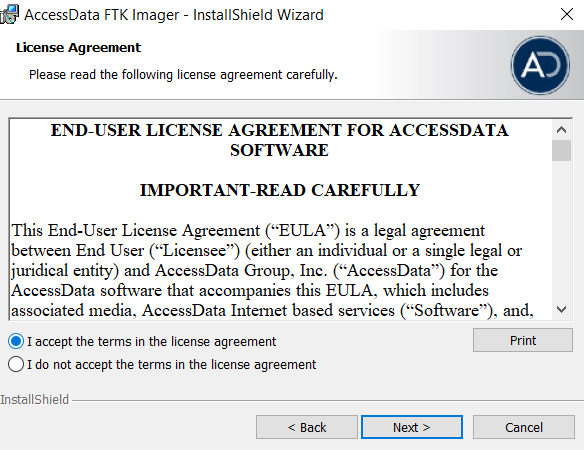 AccessData FTK Imager - InstallShield Wizard
License Agreement
Please read the following license agreement carefully.
AD
END-USER LICENSE AGREEMENT FOR ACCESSDATA
SOFTWARE
IMPORTANT-READ CAREFULLY
This End-User License Agreement (“EULA”) is a legal agreement
between End User (“Licensee”) (either an individual or a single legal or
juridical entity) and AccessData Group, Inc. (“AccessData”) for the
AccessData software that accompanies this EULA, which includes
associated media, AccessData Internet based services (“Software”), and,
I accept the terms in the license agreement
Print
I do not accept the terms in the license agreement
InstallShield
< Back
Next >
Cancel